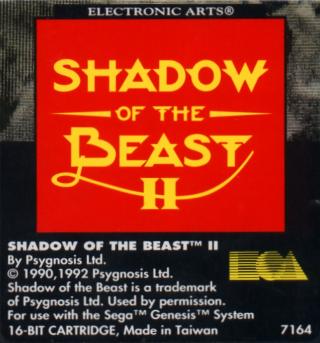 ELECTRONIC ARTS®
SHADOW
OF THE
BEAST
II
SHADOW OF THE BEAST™ II
By Psygnosis Ltd.
© 1990,1992 Psygnosis Ltd.
Shadow of the Beast is a trademark
of Psygnosis Ltd. Used by permission.
For use with the Sega™ Genesis™ System
16-BIT CARTRIDGE, Made in Taiwan
7164
EA